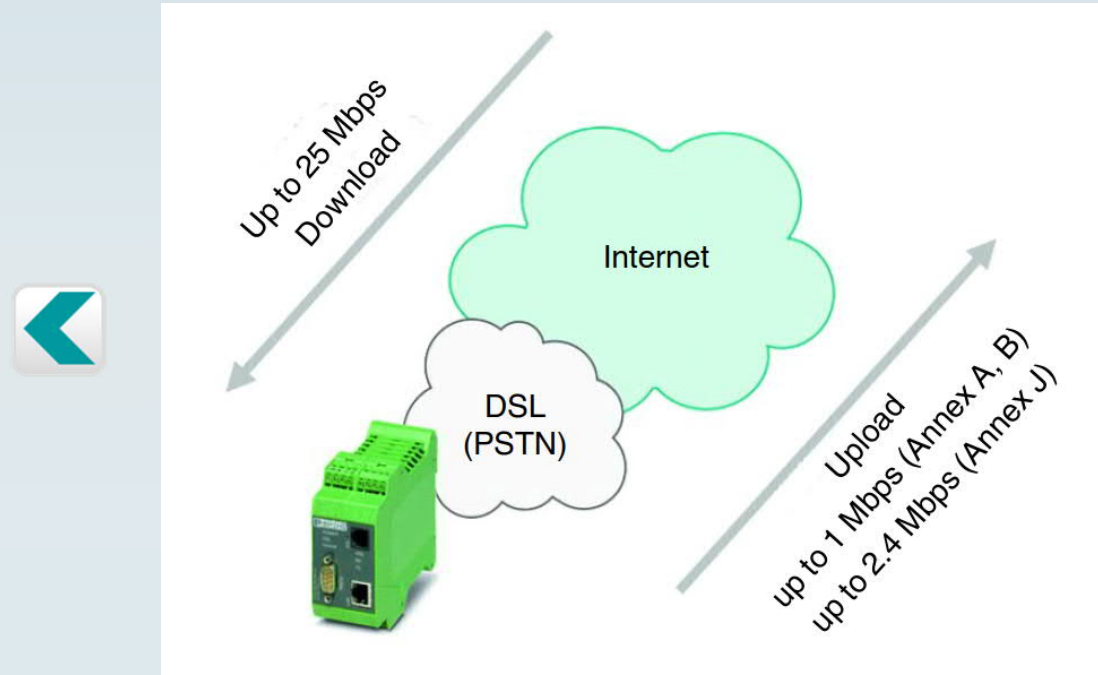 Up to 25 Mbps
Download
Internet
DSL
(PSTN)
Upload
up to 1 Mbps (Annex A, B)
up to 2.4 Mbps (Annex J)